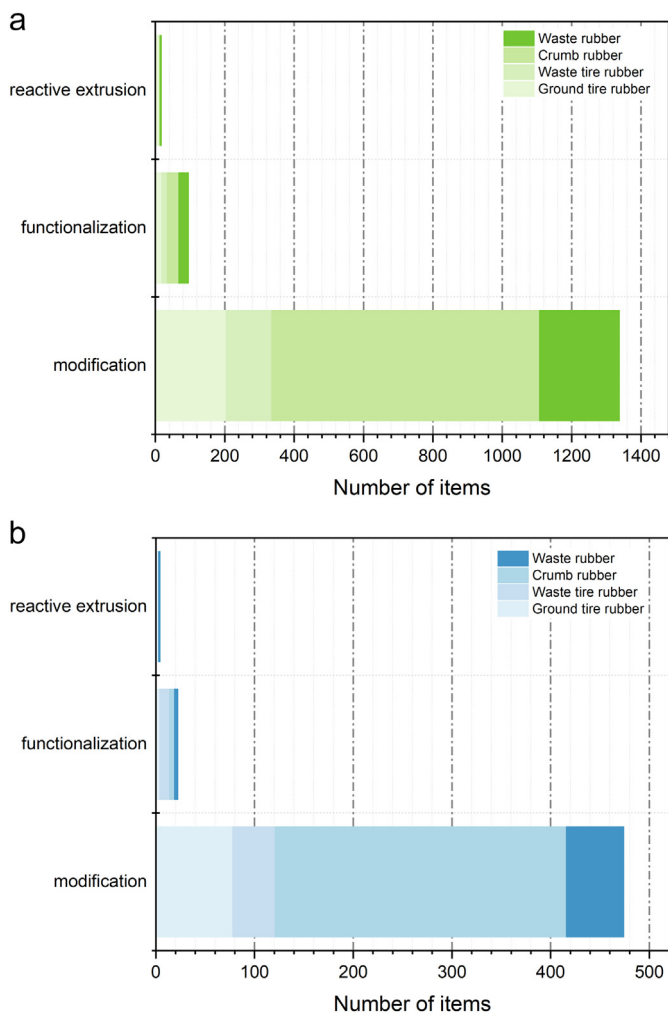 a
Waste rubber
Crumb rubber
Waste tire rubber
Ground tire rubber
reactive extrusion
functionalization
modification
0 200 400 600 800 1000 1200 1400
Number of items
b
Waste rubber
Crumb rubber
Waste tire rubber
Ground tire rubber
reactive extrusion
functionalization
modification
0 100 200 300 400 500
Number of items